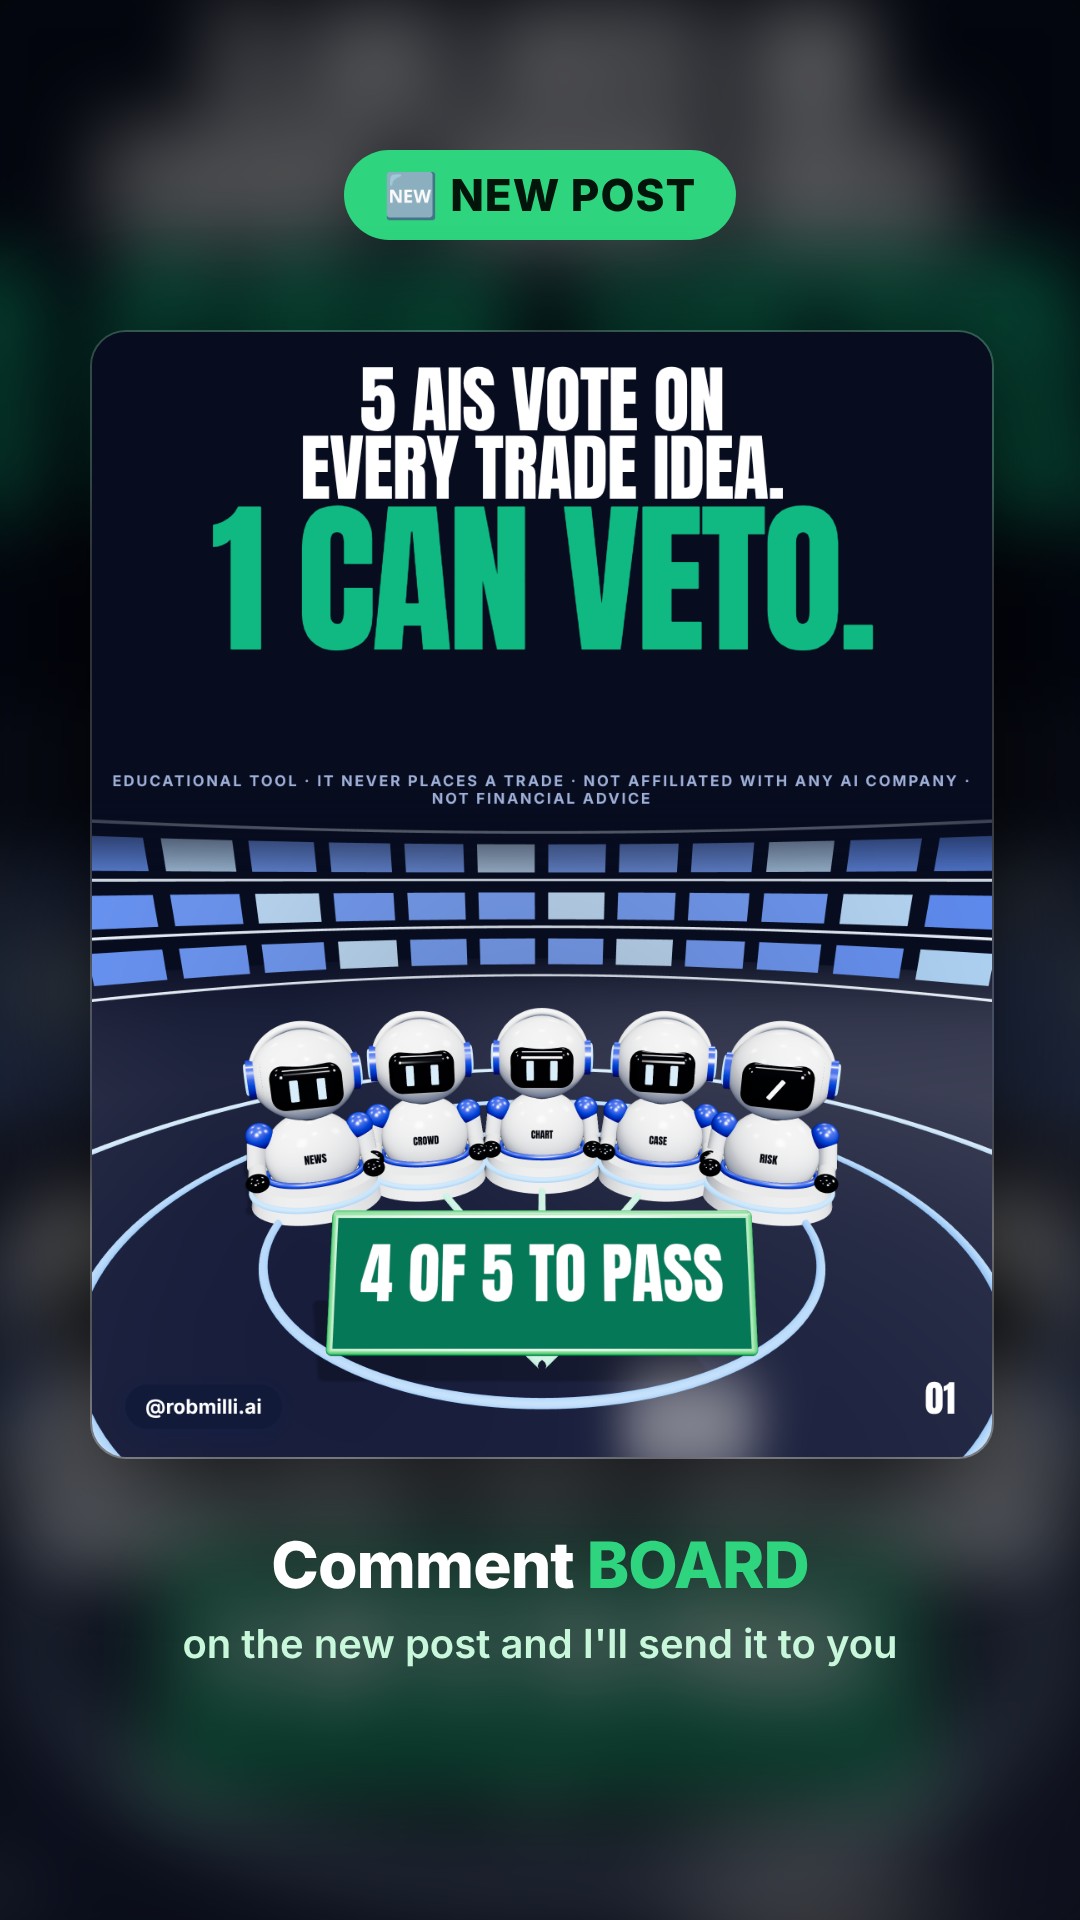 🆕 NEW POST
5 AIS VOTE ON
EVERY TRADE IDEA.
1 CAN VETO.
EDUCATIONAL TOOL · IT NEVER PLACES A TRADE · NOT AFFILIATED WITH ANY AI COMPANY ·
NOT FINANCIAL ADVICE
NEWS
CROWD
CHART
CASE
RISK
4 OF 5 TO PASS
@robmilli.ai
01
Comment BOARD
on the new post and I'll send it to you